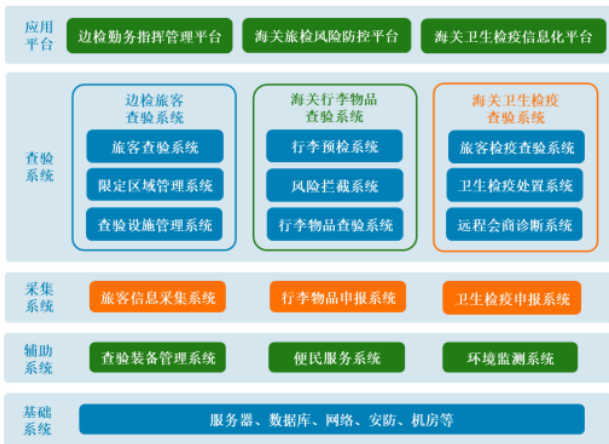 应用
平台
边检勤务指挥管理平台
海关旅检风险防控平台
海关卫生检疫信息化平台
查验
系统
边检旅客
查验系统
旅客查验系统
限定区域管理系统
查验设施管理系统
海关行李物品
查验系统
行李预检系统
风险拦截系统
行李物品查验系统
海关卫生检疫
查验系统
旅客检疫查验系统
卫生检疫处置系统
远程会商诊断系统
采集
系统
旅客信息采集系统
行李物品申报系统
卫生检疫申报系统
辅助
系统
查验装备管理系统
便民服务系统
环境监测系统
基础
系统
服务器、数据库、网络、安防、机房等